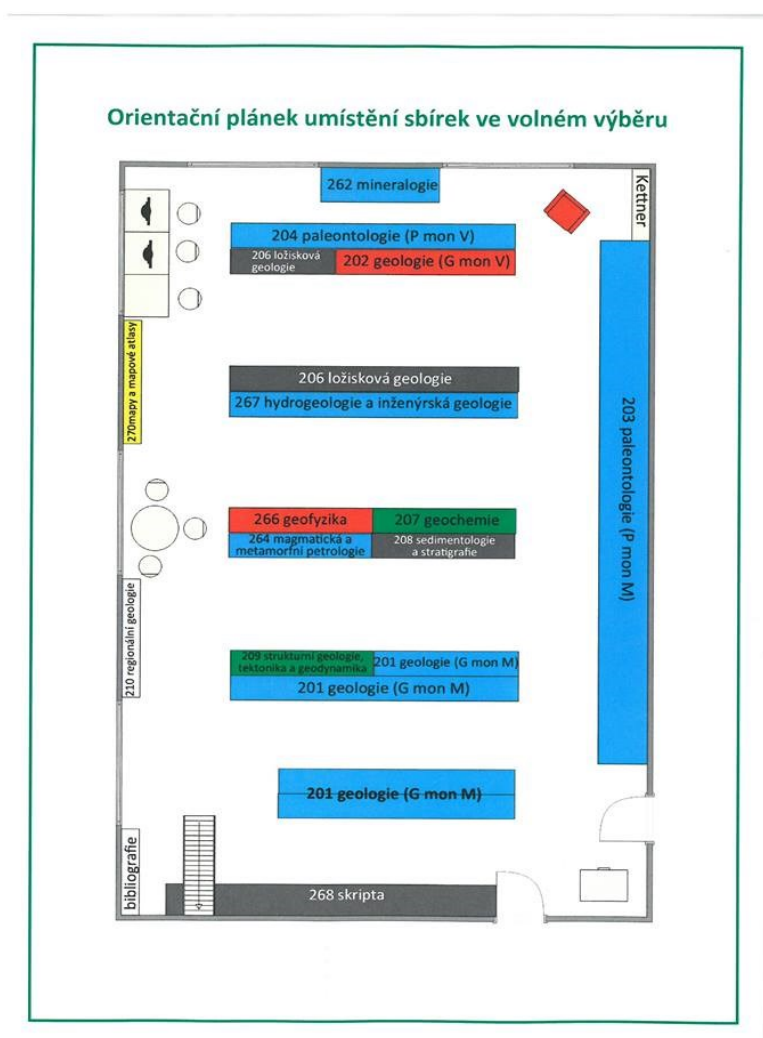 Orientační plánek umístění sbírek ve volném výběru
262 mineralogie
Kettner
204 paleontologie (P mon V)
206 ložisková
geologie
202 geologie (G mon V)
270mapy a mapové atlasy
206 ložisková geologie
267 hydrogeologie a inženýrská geologie
203 paleontologie (P mon M)
266 geofyzika
207 geochemie
264 magmatická a
metamorfní petrologie
208 sedimentologie
a stratigrafie
210 regionální geologie
209 strukturní geologie,
tektonika a geodynamika
201 geologie (G mon M)
201 geologie (G mon M)
201 geologie (G mon M)
bibliografie
268 skripta